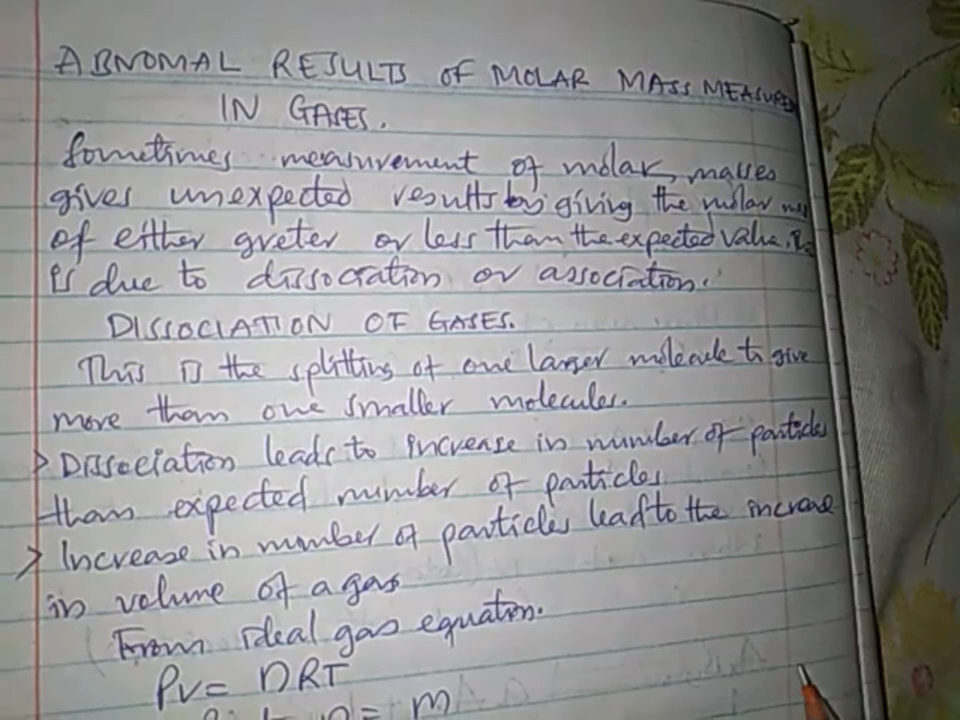 ABNOMAL RESULTS OF MOLAR MASS MEASURE
IN GASES.
Sometimes measurement of molar masses
gives unexpected results by giving the molar
of either greter or less than the expected value.
is due to dissociation or association.
DISSOCIATION OF GASES.
This is the splitting of one larger molecule to give
more than one smaller molecules.
> Dissociation leads to increase in number of particles
than expected number of particles
> Increase in number of particles lead to the increase
in volume of a gas
From ideal gas equation.
PV = nRT
n = m